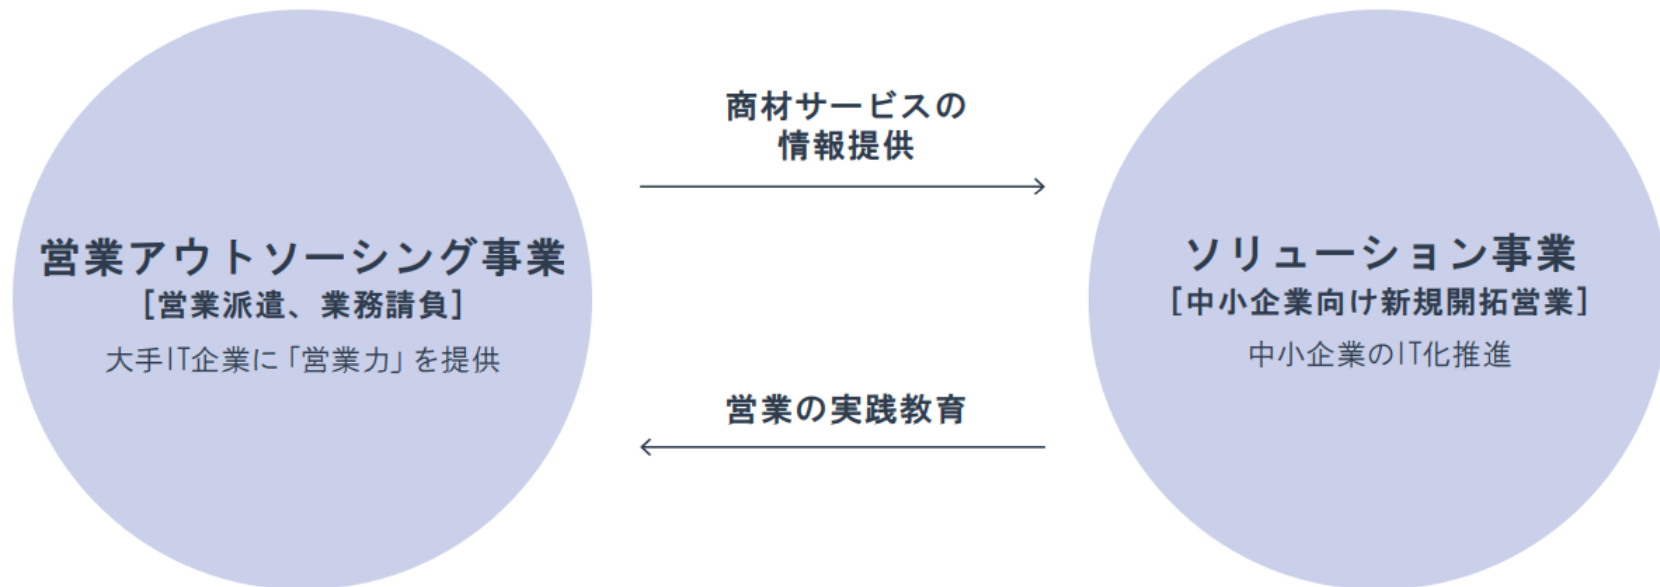 営業アウトソーシング事業
[営業派遣、業務請負]
大手IT企業に「営業力」を提供
商材サービスの
情報提供
営業の実践教育
ソリューション事業
[中小企業向け新規開拓営業]
中小企業のIT化推進